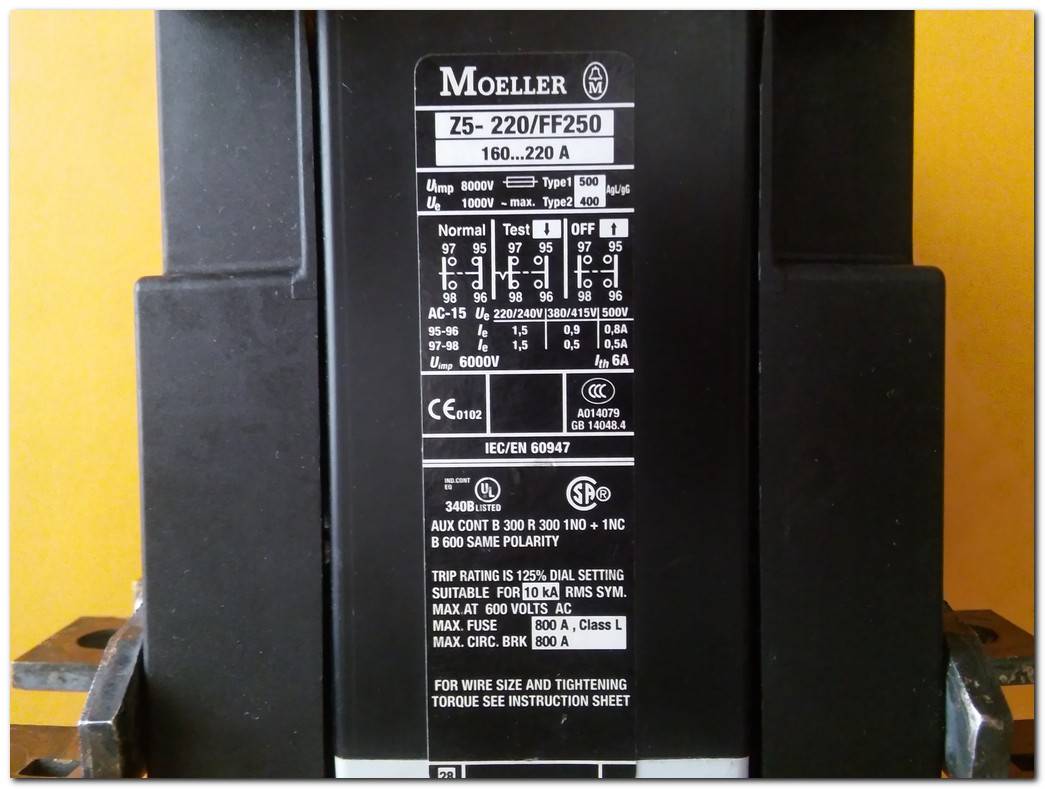 MOELLER M
Z5- 220/FF250
160...220 A
Uimp 8000V Type1 500 AgL/gG
Ue 1000V ~ max. Type2 400
Normal Test ↓ OFF ↑
97 95 97 95 97 95
98 96 98 96 98 96
AC-15 Ue 220/240V 380/415V 500V
95-96 Ie 1,5 0,9 0,8A
97-98 Ie 1,5 0,5 0,5A
Uimp 6000V Ith 6A
CE 0102 CCC
A014079
GB 14048.4
IEC/EN 60947
IND.CONT
EQ
340B UL LISTED SA ®
AUX CONT B 300 R 300 1NO + 1NC
B 600 SAME POLARITY
TRIP RATING IS 125% DIAL SETTING
SUITABLE FOR 10 kA RMS SYM.
MAX.AT 600 VOLTS AC
MAX. FUSE 800 A , Class L
MAX. CIRC. BRK 800 A
FOR WIRE SIZE AND TIGHTENING
TORQUE SEE INSTRUCTION SHEET
28